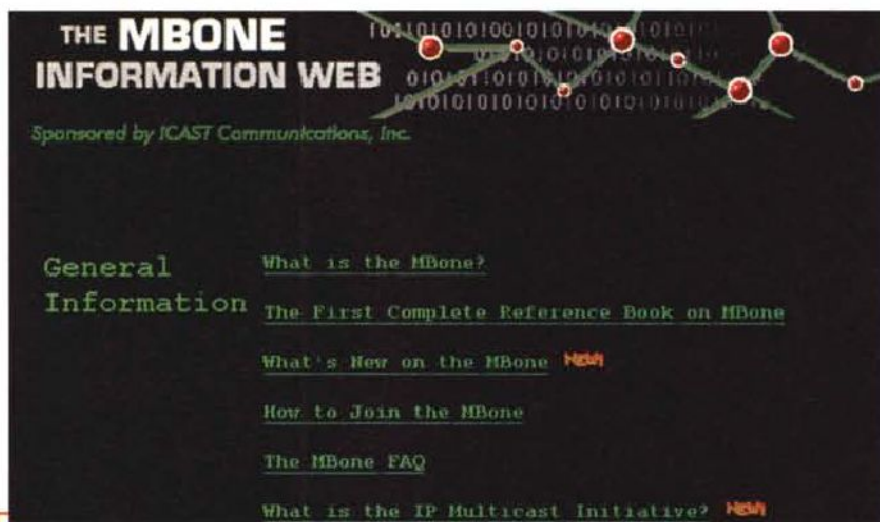 THE MBONE
INFORMATION WEB
Sponsored by ICAST Communications, Inc.
General
Information
What is the MBone?
The First Complete Reference Book on MBone
What's New on the MBone NEW!
How to Join the MBone
The MBone FAQ
What is the IP Multicast Initiative? NEW!